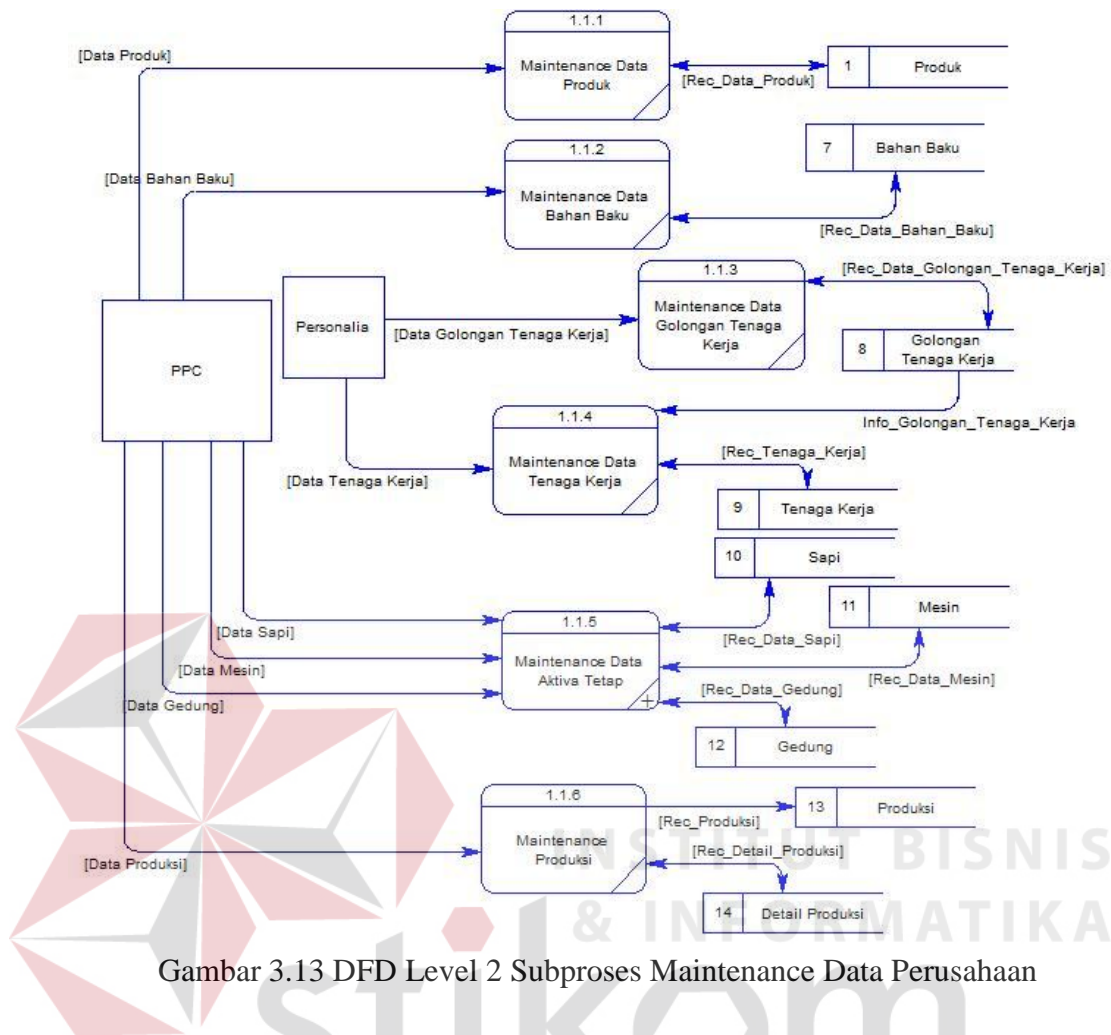 1.1.1
[Data Produk]
Maintenance Data
Produk
[Rec_Data_Produk]
1
Produk
1.1.2
[Data Bahan Baku]
Maintenance Data
Bahan Baku
7
Bahan Baku
[Rec_Data_Bahan_Baku]
1.1.3
[Rec_Data_Golongan_Tenaga_Kerja]
Personalia
[Data Golongan Tenaga Kerja]
Maintenance Data
Golongan Tenaga
Kerja
8
Golongan
Tenaga Kerja
PPC
1.1.4
Info_Golongan_Tenaga_Kerja
[Data Tenaga Kerja]
Maintenance Data
Tenaga Kerja
[Rec_Tenaga_Kerja]
9
Tenaga Kerja
10
Sapi
11
Mesin
1.1.5
[Data Sapi]
[Rec_Data_Sapi]
[Data Mesin]
Maintenance Data
Aktiva Tetap
+
[Rec_Data_Mesin]
[Data Gedung]
[Rec_Data_Gedung]
12
Gedung
1.1.6
[Rec_Produksi]
13
Produksi
[Data Produksi]
Maintenance
Produksi
[Rec_Detail_Produksi]
14
Detail Produksi
INSTITUT BISNIS
& INFORMATIKA
Gambar 3.13 DFD Level 2 Subproses Maintenance Data Perusahaan
stikom